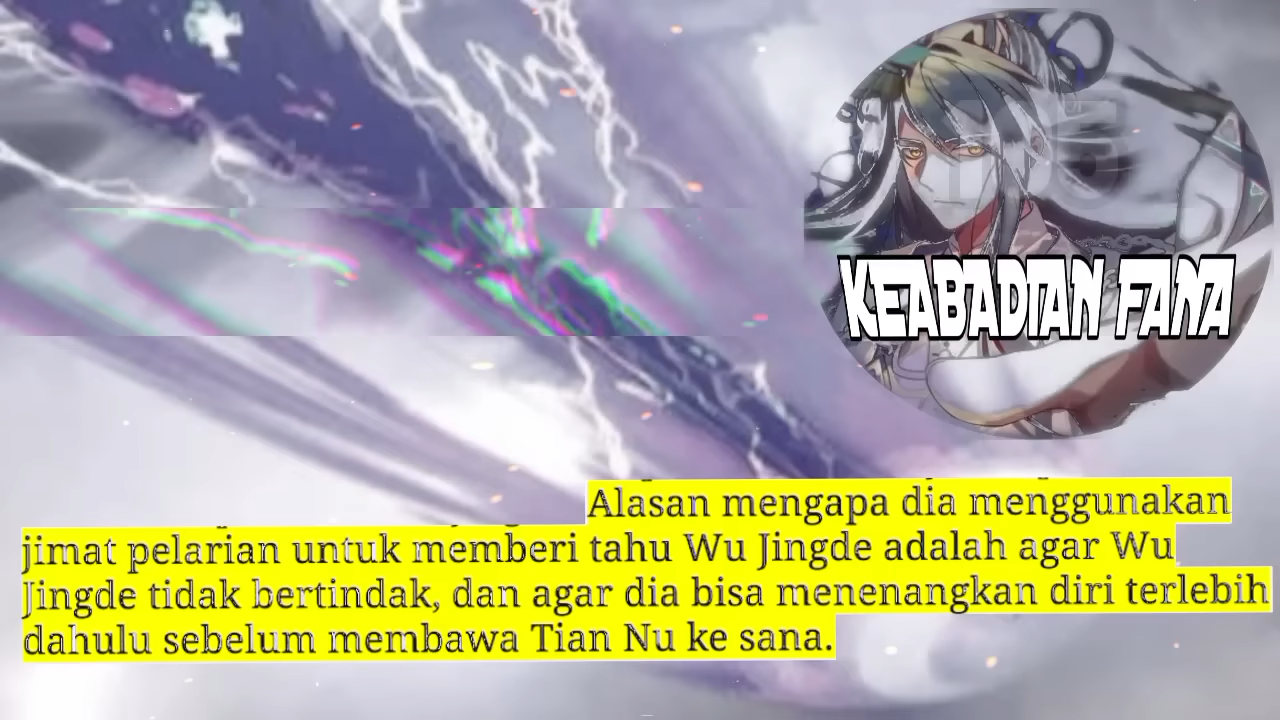 KEABADIAN FANA
Alasan mengapa dia menggunakan
jimat pelarian untuk memberi tahu Wu Jingde adalah agar Wu
Jingde tidak bertindak, dan agar dia bisa menenangkan diri terlebih
dahulu sebelum membawa Tian Nu ke sana.